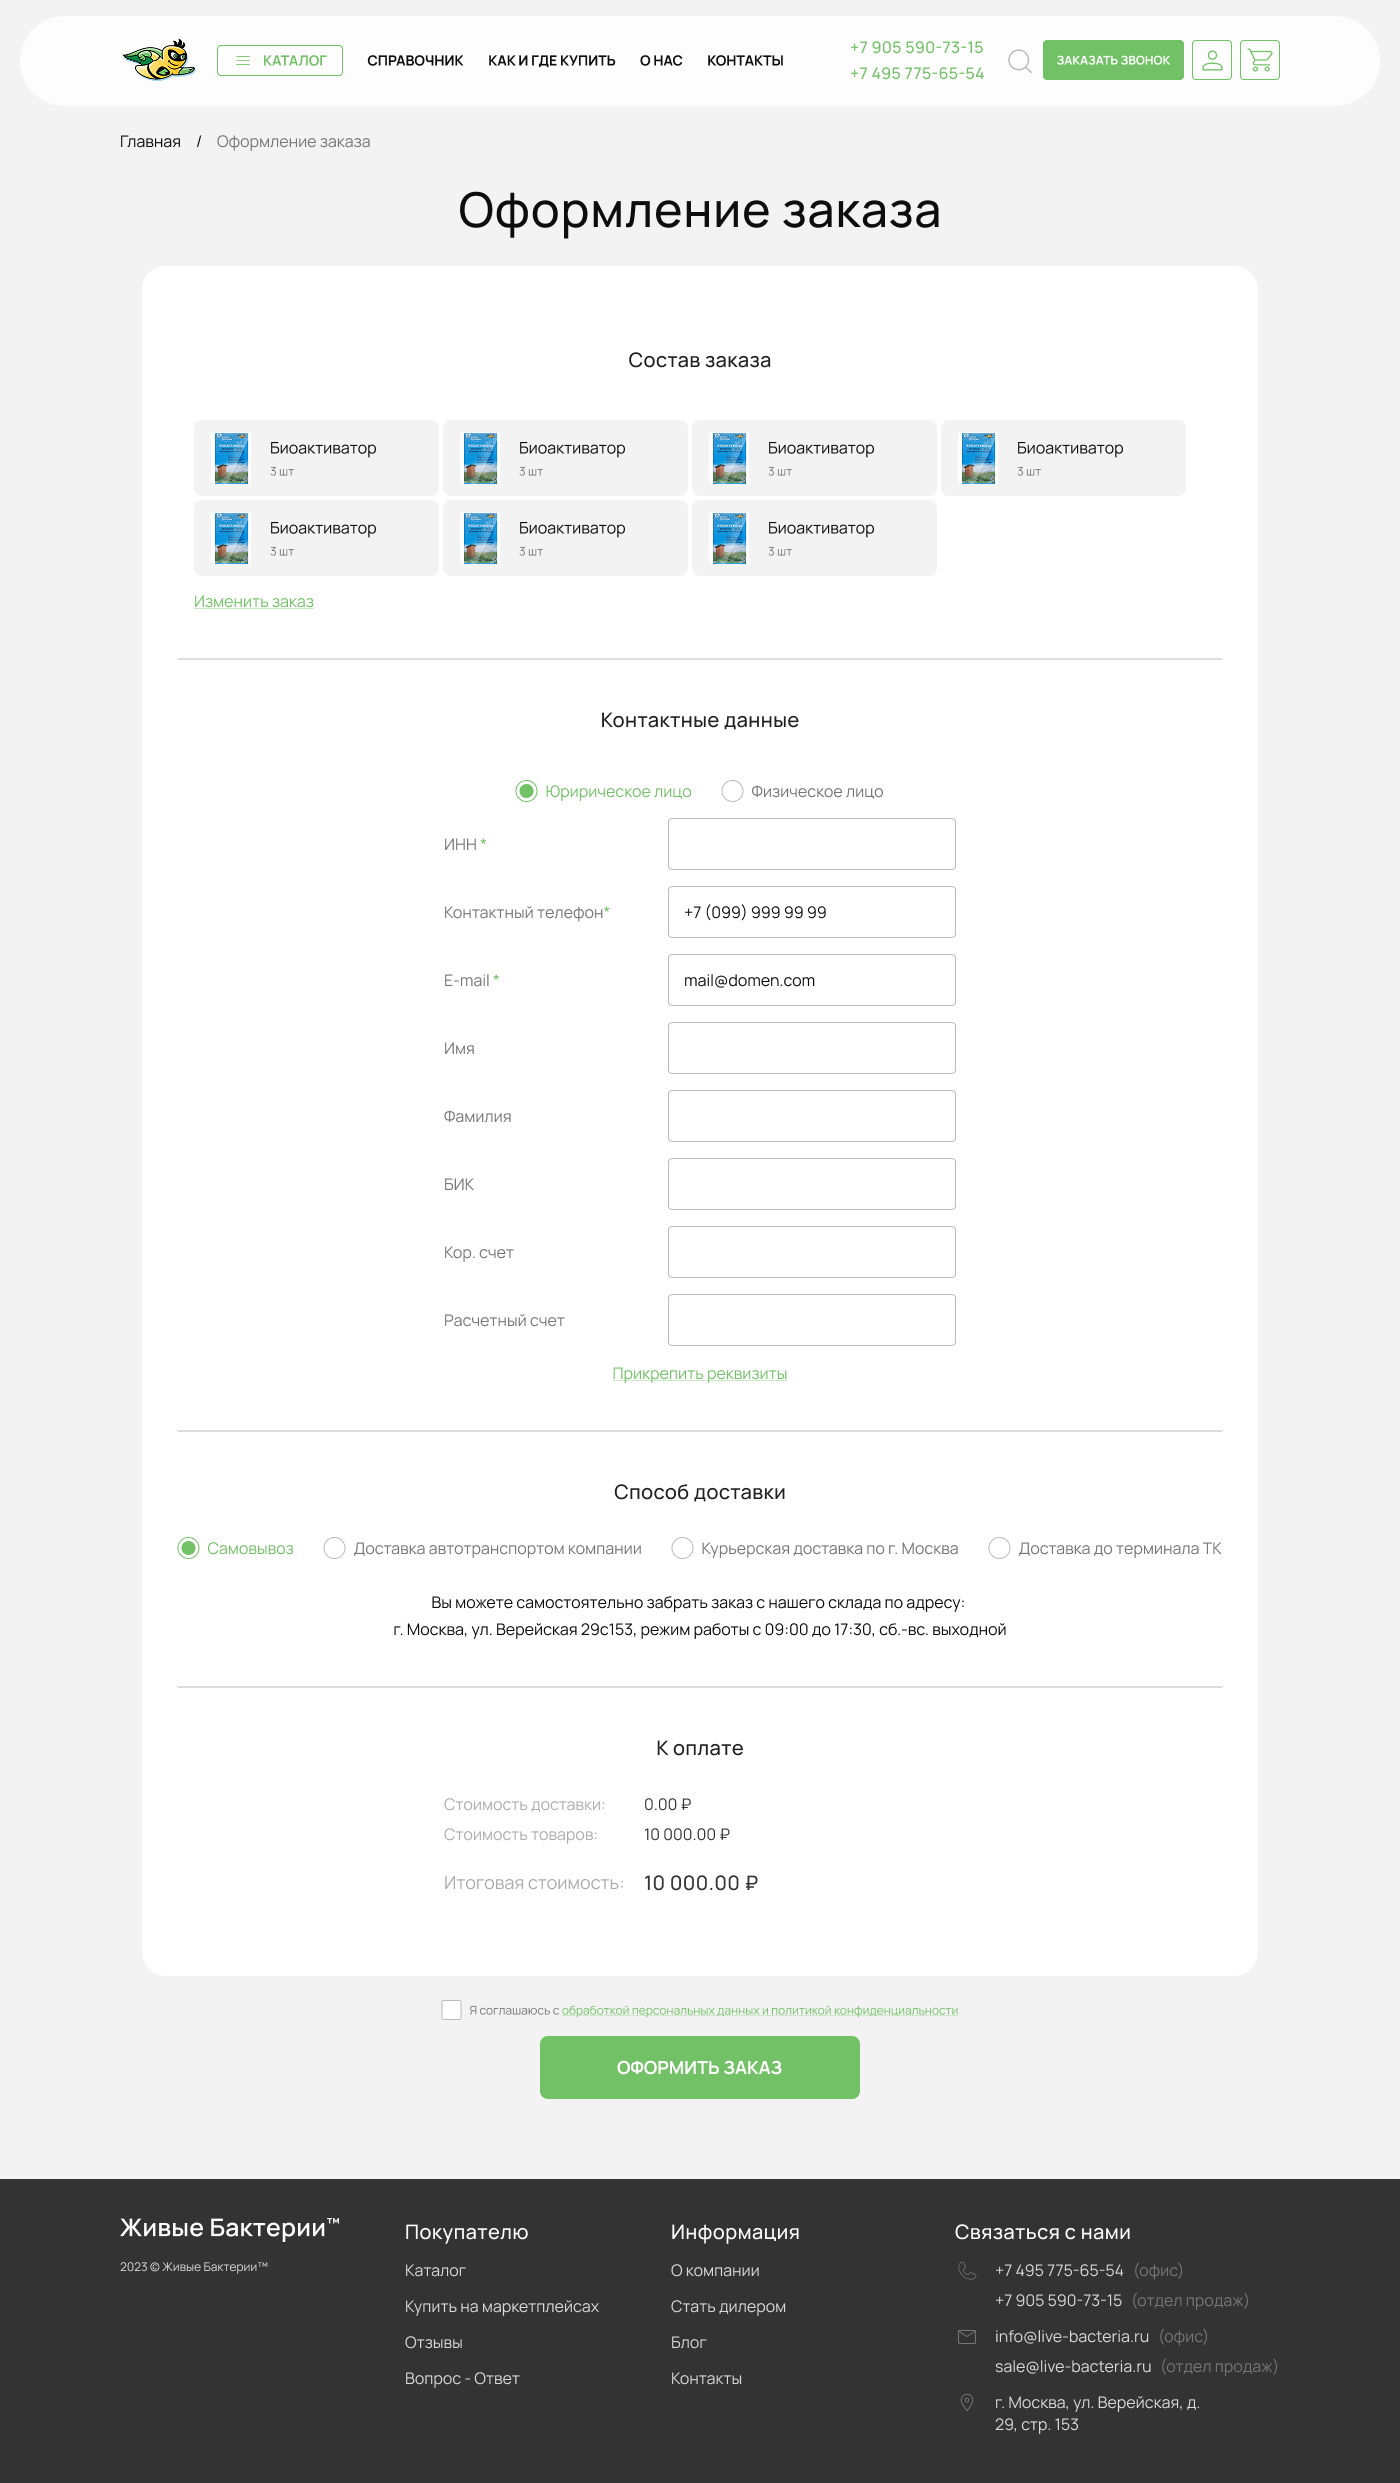 КАТАЛОГ
СПРАВОЧНИК
КАК И ГДЕ КУПИТЬ
О НАС
КОНТАКТЫ
+7 905 590-73-15
+7 495 775-65-54
ЗАКАЗАТЬ ЗВОНОК
Главная / Оформление заказа
Оформление заказа
Состав заказа
Биоактиватор
3 шт
Биоактиватор
3 шт
Биоактиватор
3 шт
Биоактиватор
3 шт
Биоактиватор
3 шт
Биоактиватор
3 шт
Биоактиватор
3 шт
Изменить заказ
Контактные данные
Юририческое лицо
Физическое лицо
ИНН *
Контактный телефон*
+7 (099) 999 99 99
E-mail *
mail@domen.com
Имя
Фамилия
БИК
Кор. счет
Расчетный счет
Прикрепить реквизиты
Способ доставки
Самовывоз
Доставка автотранспортом компании
Курьерская доставка по г. Москва
Доставка до терминала ТК
Вы можете самостоятельно забрать заказ с нашего склада по адресу:
г. Москва, ул. Верейская 29с153, режим работы с 09:00 до 17:30, сб.-вс. выходной
К оплате
Стоимость доставки: 0.00 ₽
Стоимость товаров: 10 000.00 ₽
Итоговая стоимость: 10 000.00 ₽
Я соглашаюсь с обработкой персональных данных и политикой конфиденциальности
ОФОРМИТЬ ЗАКАЗ
Живые Бактерии™
2023 © Живые Бактерии™
Покупателю
Каталог
Купить на маркетплейсах
Отзывы
Вопрос - Ответ
Информация
О компании
Стать дилером
Блог
Контакты
Связаться с нами
+7 495 775-65-54 (офис)
+7 905 590-73-15 (отдел продаж)
info@live-bacteria.ru (офис)
sale@live-bacteria.ru (отдел продаж)
г. Москва, ул. Верейская, д.
29, стр. 153